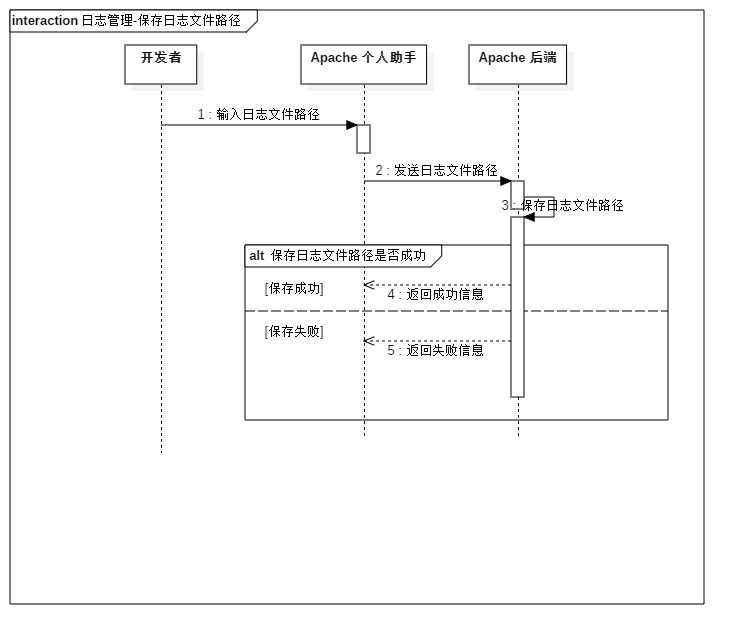 interaction 日志管理-保存日志文件路径
开发者
Apache 个人助手
Apache 后端
1 : 输入日志文件路径
2 : 发送日志文件路径
3 : 保存日志文件路径
alt 保存日志文件路径是否成功
[保存成功]
4 : 返回成功信息
[保存失败]
5 : 返回失败信息